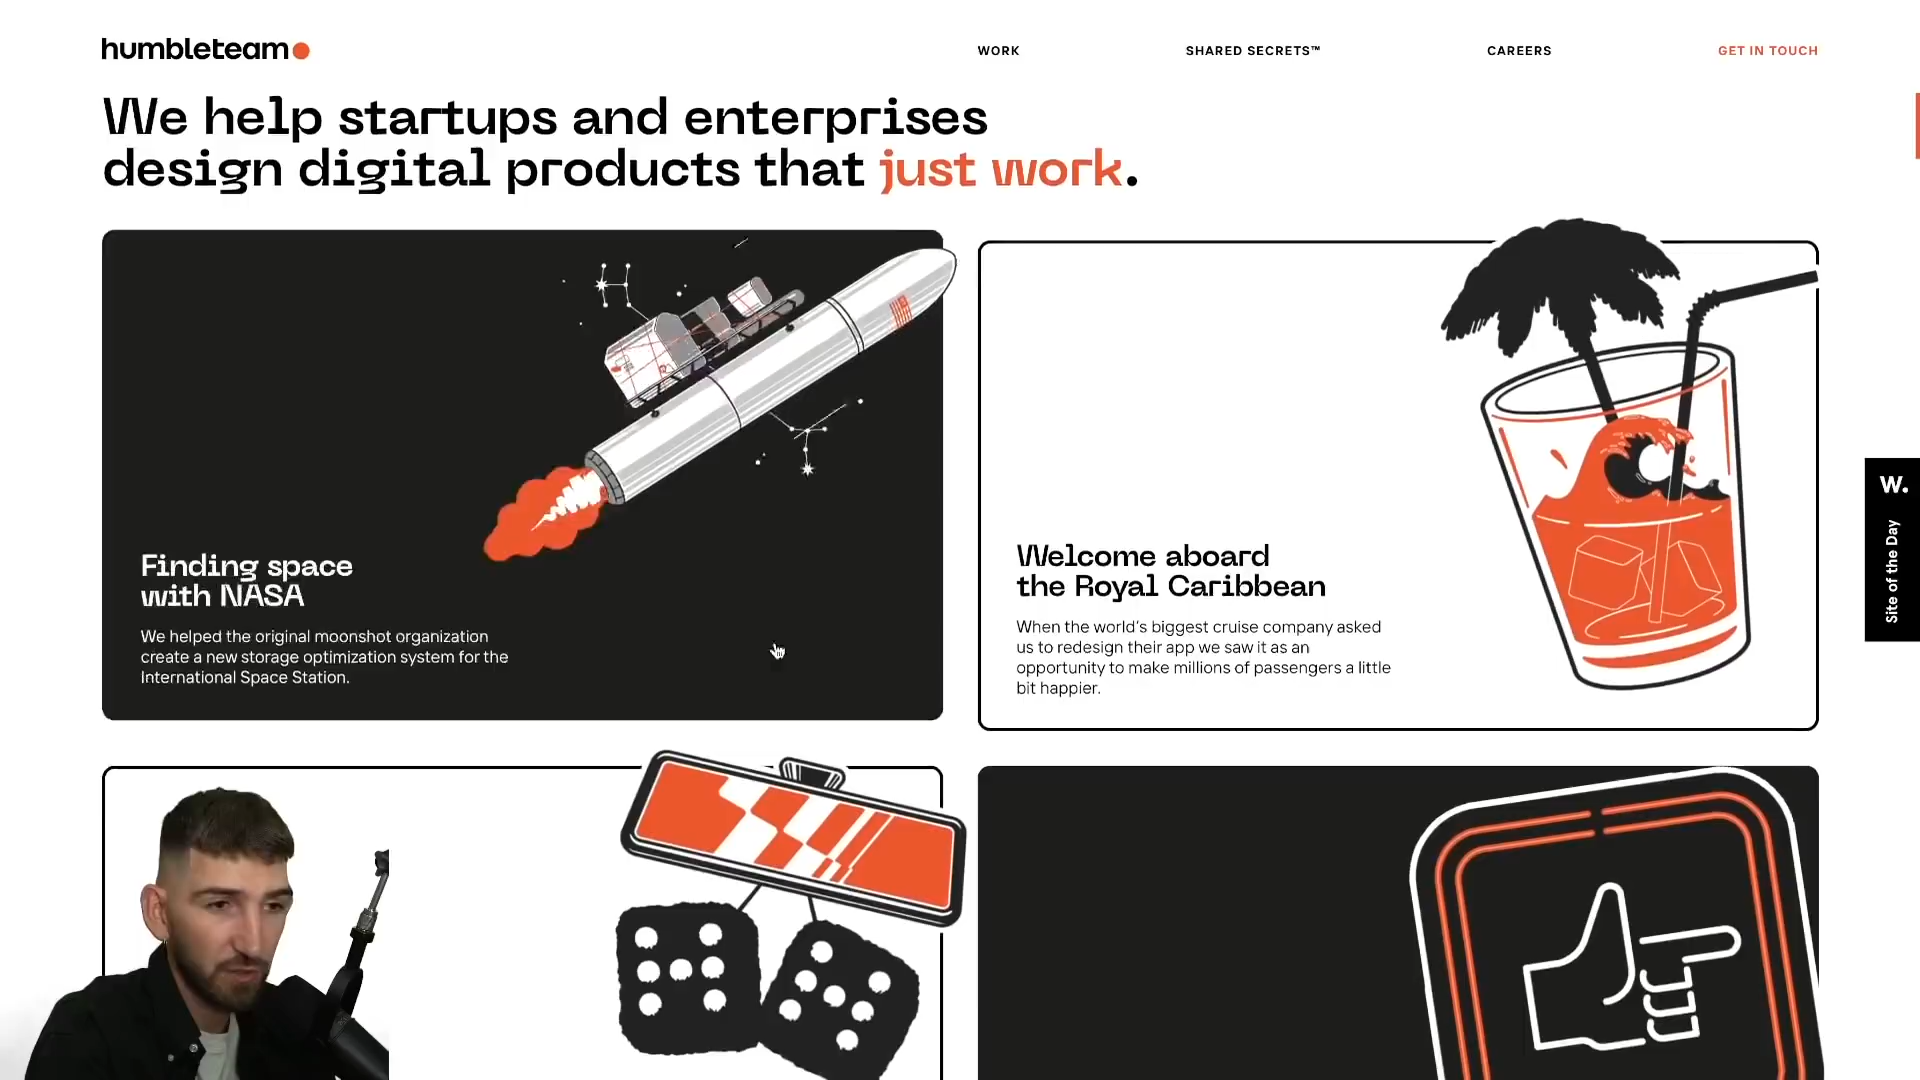 humbleteam
WORK
SHARED SECRETS™
CAREERS
GET IN TOUCH
We help startups and enterprises
design digital products that just work.
Finding space
with NASA
We helped the original moonshot organization
create a new storage optimization system for the
International Space Station.
Welcome aboard
the Royal Caribbean
When the world's biggest cruise company asked
us to redesign their app we saw it as an
opportunity to make millions of passengers a little
bit happier.
W.
Site of the Day